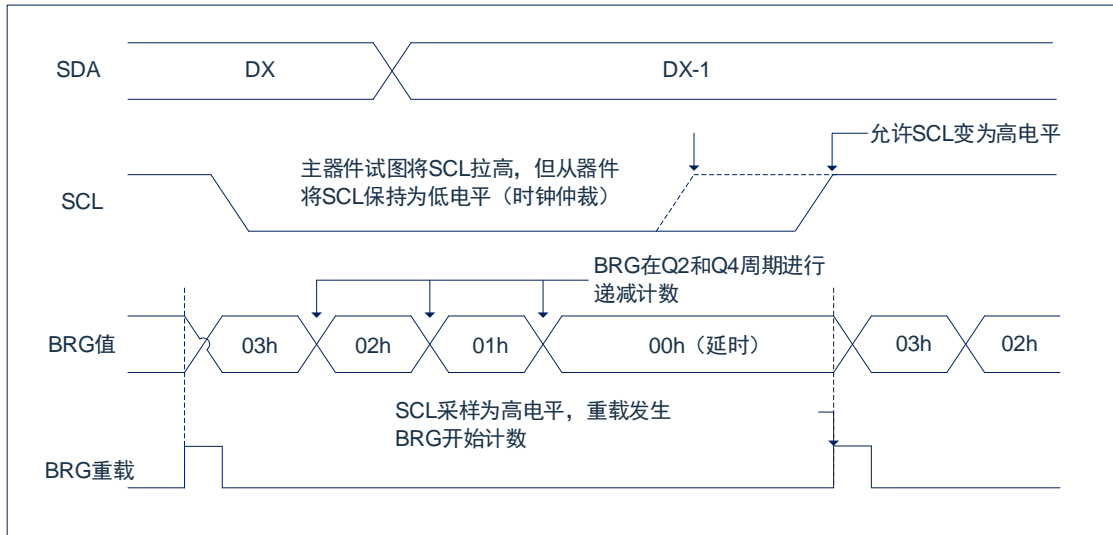 SDA
DX
DX-1
允许SCL变为高电平
主器件试图将SCL拉高，但从器件
将SCL保持为低电平（时钟仲裁）
SCL
BRG在Q2和Q4周期进行
递减计数
BRG值
03h
02h
01h
00h（延时）
03h
02h
SCL采样为高电平，重载发生
BRG开始计数
BRG重载